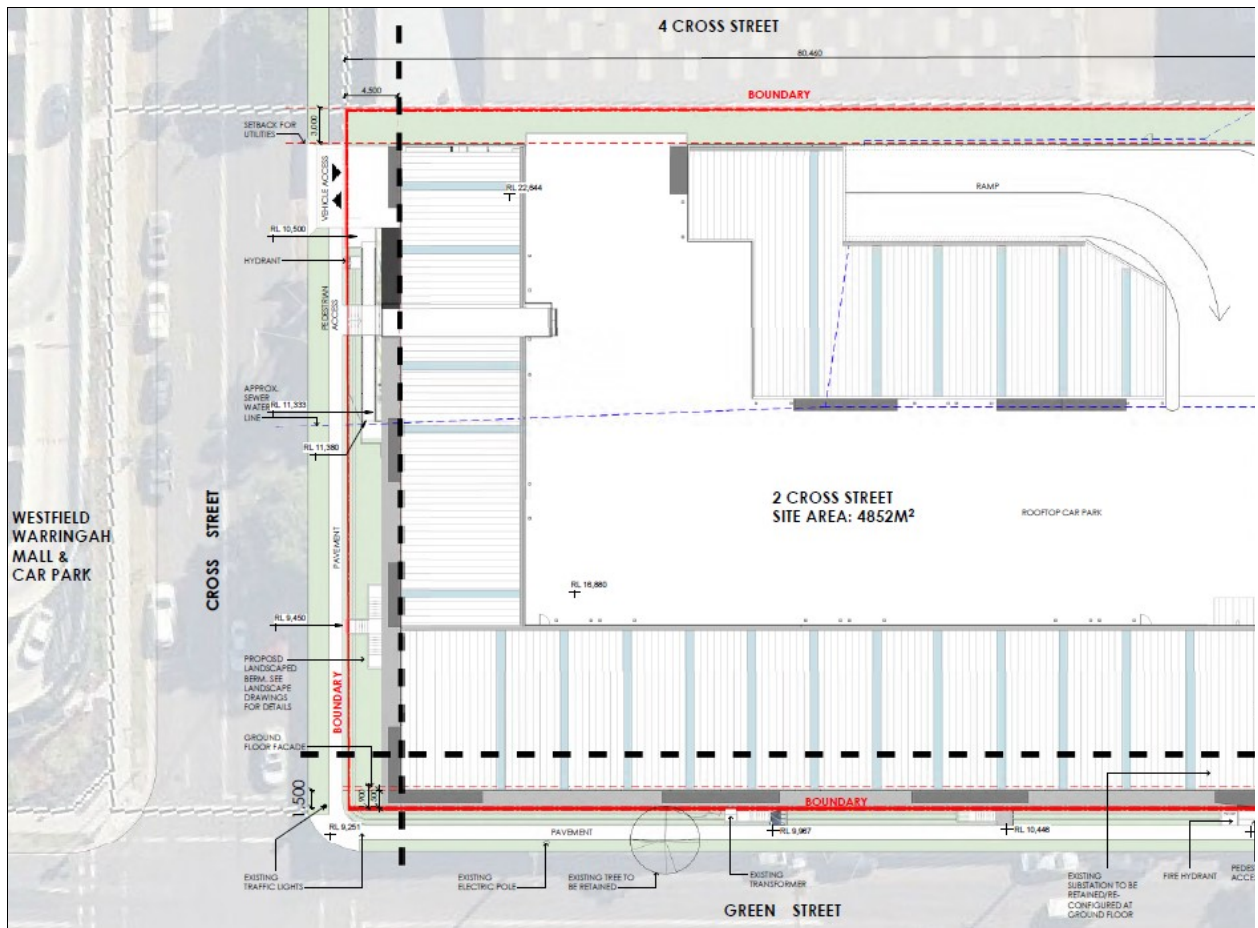 4 CROSS STREET
80,460
4.500
BOUNDARY
SETBACK FOR
UTILITIES
3,000
VEHICLE ACCESS
RL 22,644
RAMP
RL 10,500
HYDRANT
PEDESTRIAN
ACCESS
APPROX.
SEWER
WATER
LINE
RL 11,333
RL 11,380
WESTFIELD
WARRINGAH
MALL &
CAR PARK
CROSS STREET
PAVEMENT
2 CROSS STREET
SITE AREA: 4852M²
ROOFTOP CAR PARK
RL 16,880
RL 9,450
PROPOSD
LANDSCAPED
BERM. SEE
LANDSCAPE
DRAWINGS
FOR DETAILS
BOUNDARY
GROUND
FLOOR FACADE
1,500
BOUNDARY
RL 9,251
PAVEMENT
RL 9,967
RL 10,446
EXISTING
TRAFFIC LIGHTS
EXISTING
ELECTRIC POLE
EXISTING TREE TO
BE RETAINED
EXISTING
TRANSFORMER
EXISTING
SUBSTATION TO BE
RETAINED/RE-
CONFIGURED AT
GROUND FLOOR
FIRE HYDRANT
PEDES
ACCE
GREEN STREET